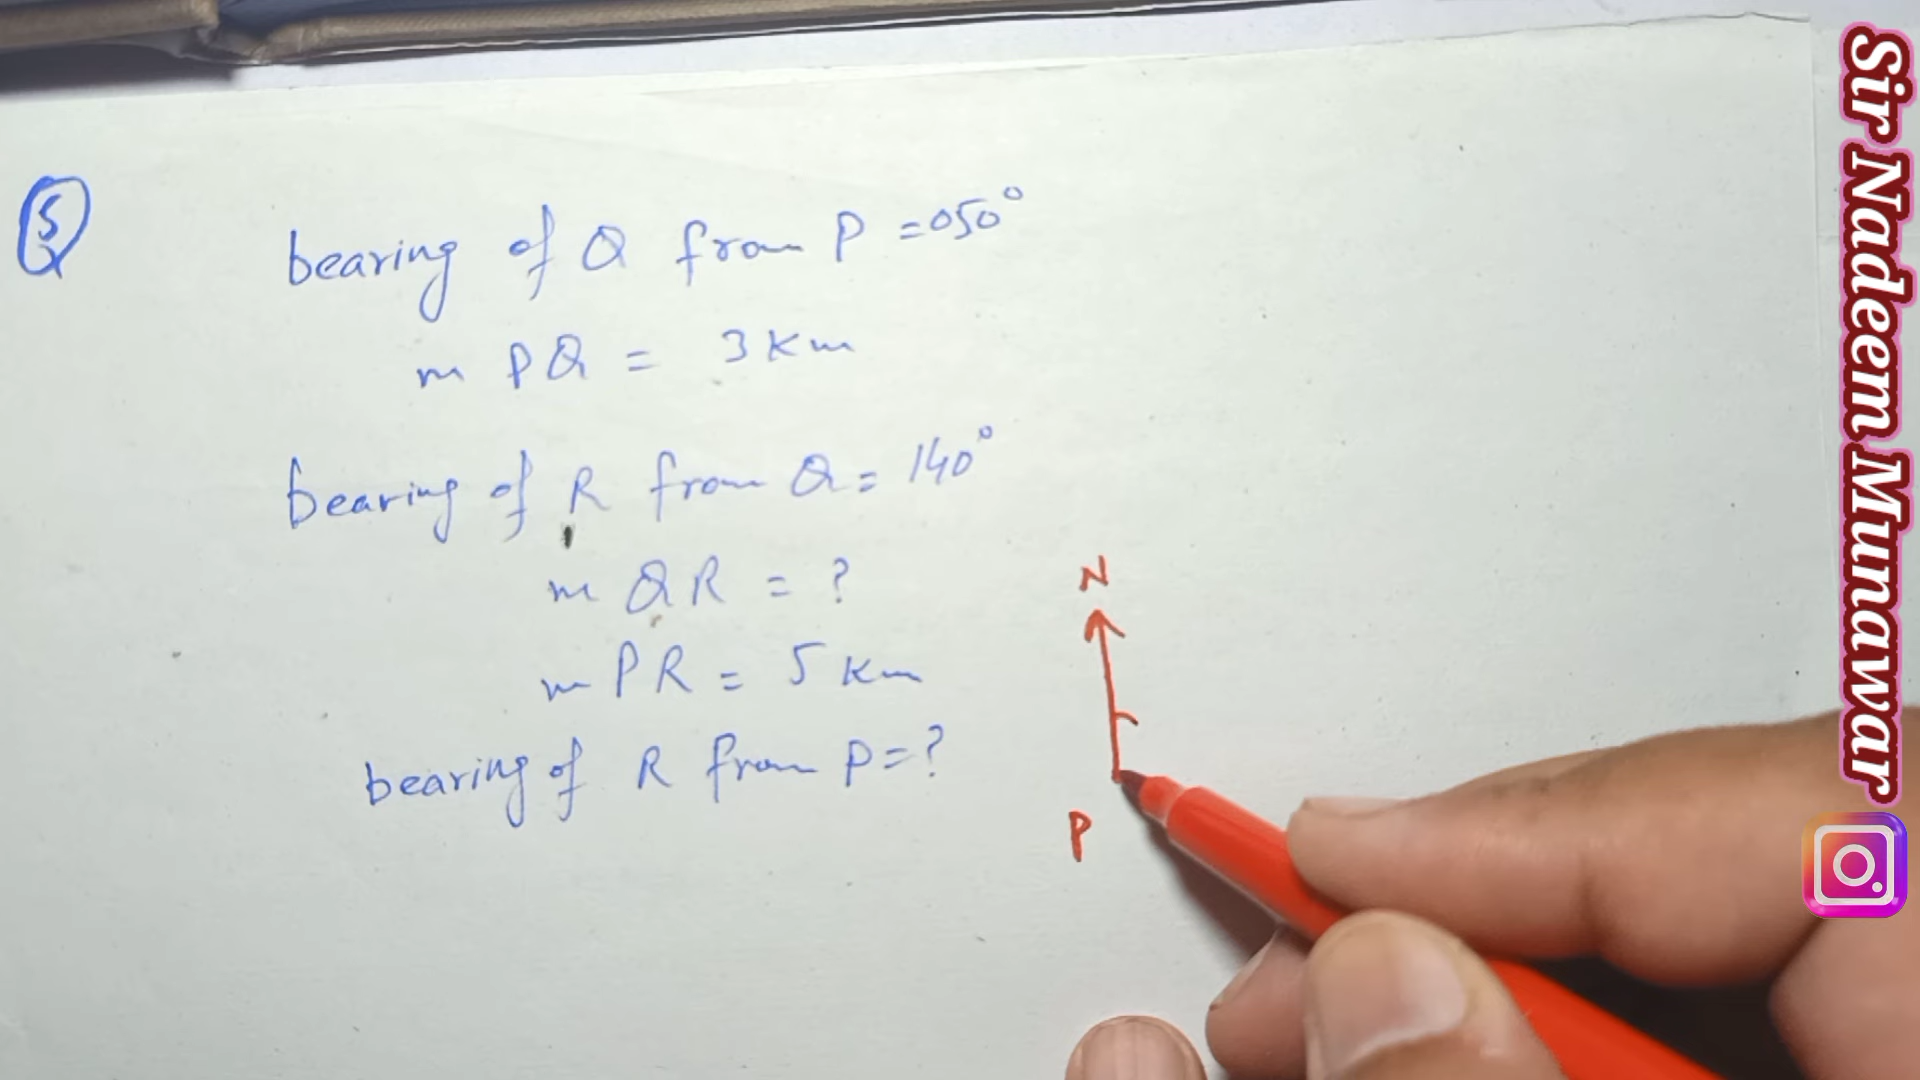 Q5
bearing of Q from P = 050°
m PQ = 3 Km
bearing of R from Q = 140°
m QR = ?
m PR = 5 Km
bearing of R from P = ?
N
P
Sir Nadeem Munawar